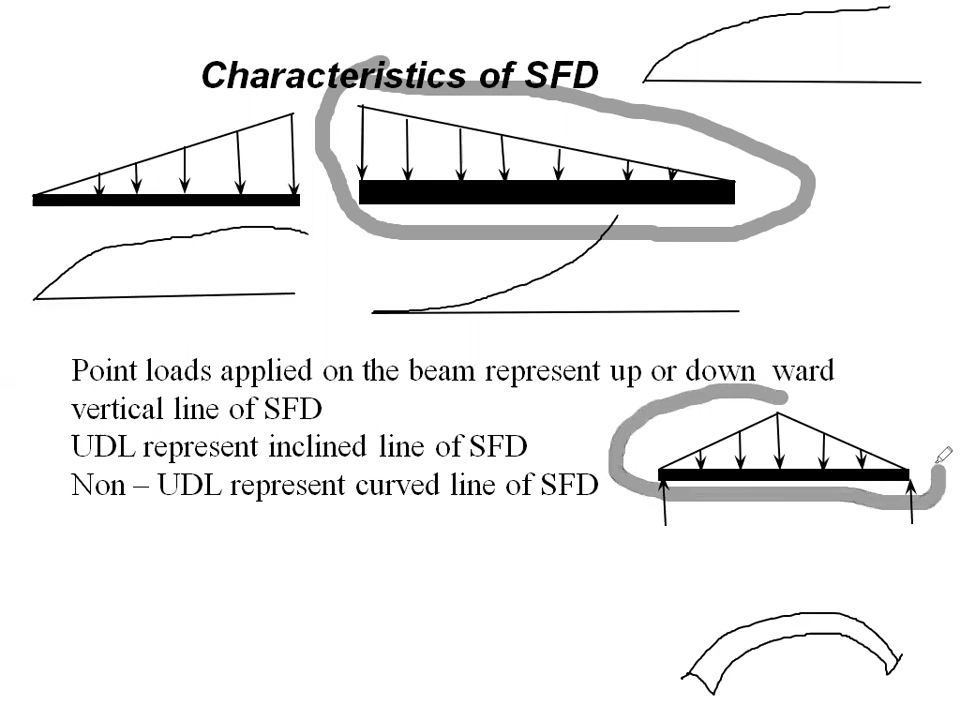 Characteristics of SFD
Point loads applied on the beam represent up or down ward
vertical line of SFD
UDL represent inclined line of SFD
Non – UDL represent curved line of SFD